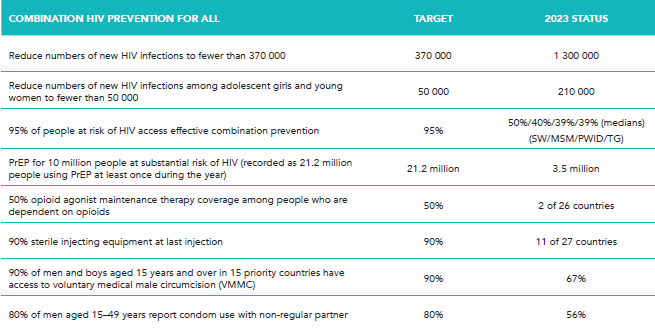 COMBINATION HIV PREVENTION FOR ALL TARGET 2023 STATUS
Reduce numbers of new HIV infections to fewer than 370 000 370 000 1 300 000
Reduce numbers of new HIV infections among adolescent girls and young
women to fewer than 50 000 50 000 210 000
95% of people at risk of HIV access effective combination prevention 95% 50%/40%/39%/39% (medians)
(SW/MSM/PWID/TG)
PrEP for 10 million people at substantial risk of HIV (recorded as 21.2 million
people using PrEP at least once during the year) 21.2 million 3.5 million
50% opioid agonist maintenance therapy coverage among people who are
dependent on opioids 50% 2 of 26 countries
90% sterile injecting equipment at last injection 90% 11 of 27 countries
90% of men and boys aged 15 years and over in 15 priority countries have
access to voluntary medical male circumcision (VMMC) 90% 67%
80% of men aged 15–49 years report condom use with non-regular partner 80% 56%